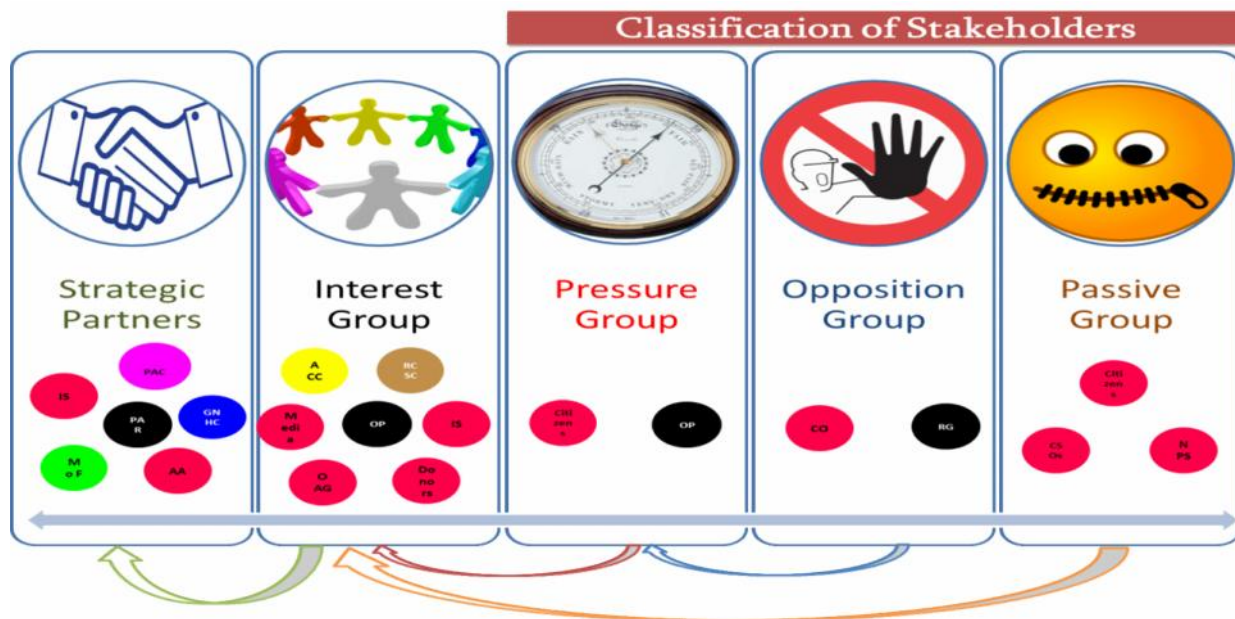 Classification of Stakeholders
Strategic
Partners
PAC
IS
PA
R
GN
HC
M
o F
AA
Interest
Group
A
CC
RC
SC
M
edi
a
OP
IS
O
AG
Do
no
rs
Pressure
Group
Citi
zen
s
OP
Opposition
Group
CO
RG
Passive
Group
Citi
zen
s
CS
Os
N
PS